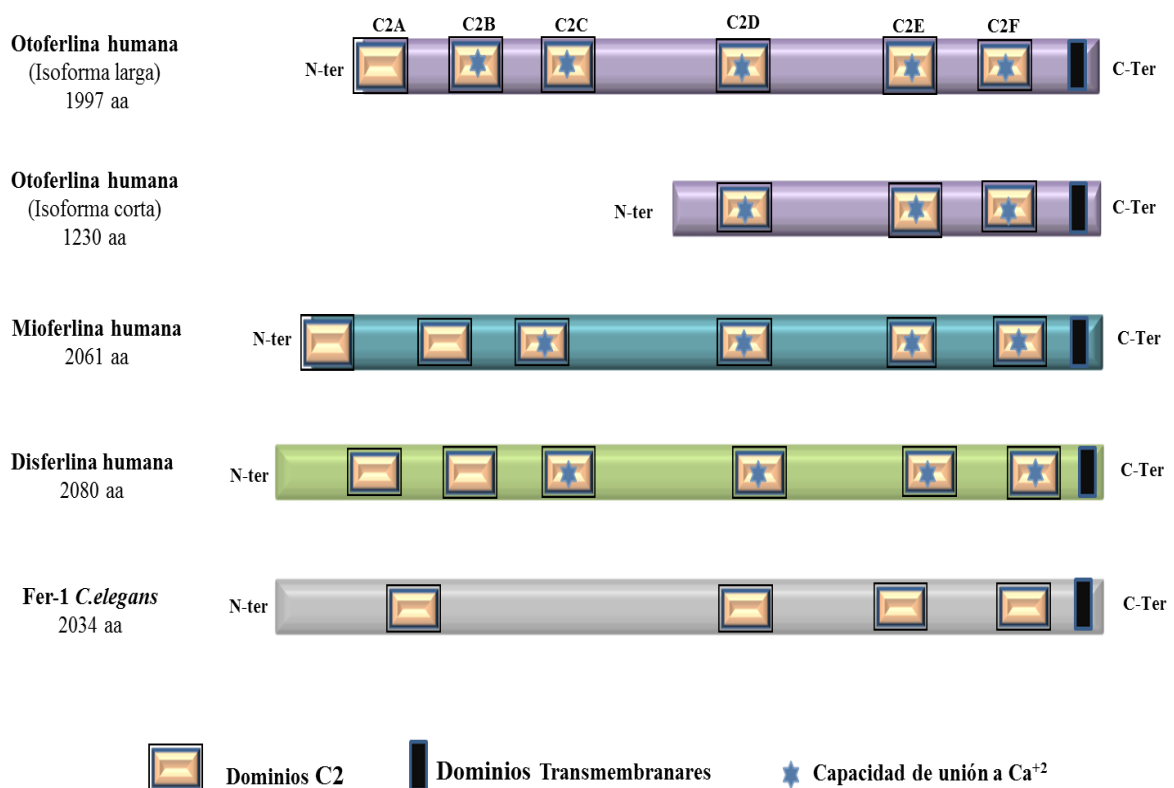 C2A C2B C2C C2D C2E C2F
Otoferlina humana
(Isoforma larga)
1997 aa
N-ter
C-Ter
Otoferlina humana
(Isoforma corta)
1230 aa
N-ter
C-Ter
Mioferlina humana
2061 aa
N-ter
C-Ter
Disferlina humana
2080 aa
N-ter
C-Ter
Fer-1 C.elegans
2034 aa
N-ter
C-Ter
Dominios C2
Dominios Transmembranares
Capacidad de unión a Ca⁺²